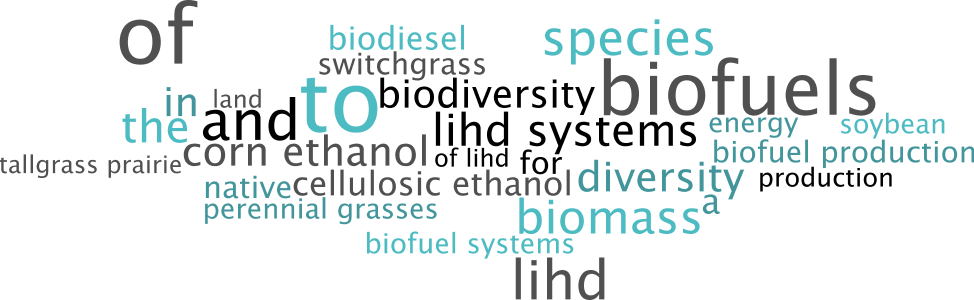 of
biodiesel
species
switchgrass
in
land
to
biodiversity
biofuels
the
and
lihd systems
energy
soybean
tallgrass prairie
corn ethanol
of lihd
for
biofuel production
native
cellulosic ethanol
diversity
production
perennial grasses
biomass
a
biofuel systems
lihd